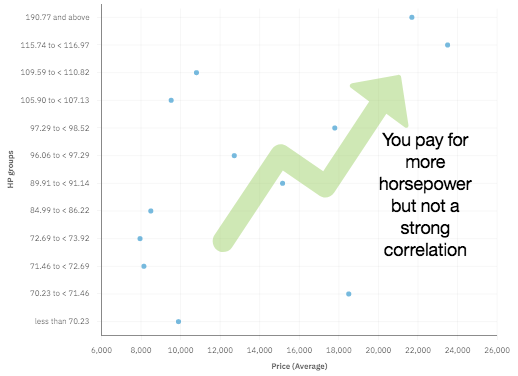 190.77 and above
115.74 to < 116.97
109.59 to < 110.82
105.90 to < 107.13
97.29 to < 98.52
96.06 to < 97.29
89.91 to < 91.14
84.99 to < 86.22
72.69 to < 73.92
71.46 to < 72.69
70.23 to < 71.46
less than 70.23
HP groups
You pay for
more
horsepower
but not a
strong
correlation
6,000 8,000 10,000 12,000 14,000 16,000 18,000 20,000 22,000 24,000 26,000
Price (Average)